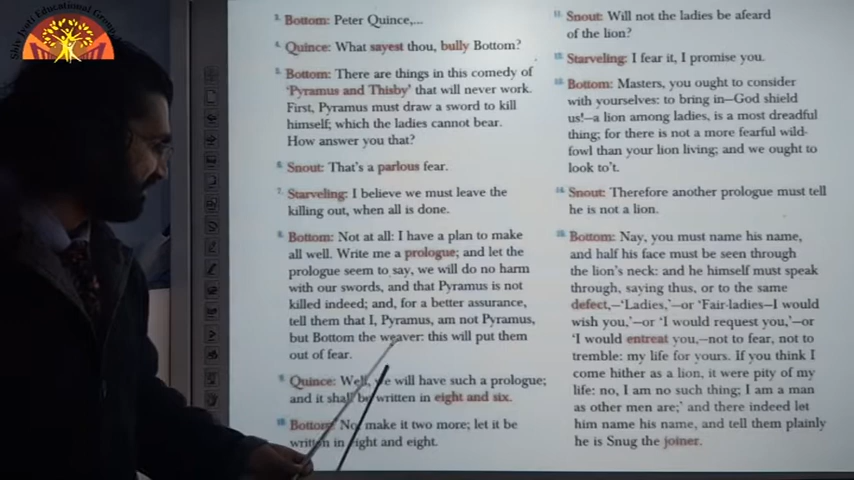 Shiv Jyoti Educational Group
3. Bottom: Peter Quince,...
4. Quince: What sayest thou, bully Bottom?
5. Bottom: There are things in this comedy of
'Pyramus and Thisby' that will never work.
First, Pyramus must draw a sword to kill
himself; which the ladies cannot bear.
How answer you that?
6. Snout: That's a parlous fear.
7. Starveling: I believe we must leave the
killing out, when all is done.
8. Bottom: Not at all: I have a plan to make
all well. Write me a prologue; and let the
prologue seem to say, we will do no harm
with our swords, and that Pyramus is not
killed indeed; and, for a better assurance,
tell them that I, Pyramus, am not Pyramus,
but Bottom the weaver: this will put them
out of fear.
9. Quince: Well, we will have such a prologue;
and it shall be written in eight and six.
10. Bottom: No, make it two more; let it be
written in eight and eight.
11. Snout: Will not the ladies be afeard
of the lion?
12. Starveling: I fear it, I promise you.
13. Bottom: Masters, you ought to consider
with yourselves: to bring in—God shield
us!—a lion among ladies, is a most dreadful
thing; for there is not a more fearful wild-
fowl than your lion living; and we ought to
look to't.
14. Snout: Therefore another prologue must tell
he is not a lion.
15. Bottom: Nay, you must name his name,
and half his face must be seen through
the lion's neck: and he himself must speak
through, saying thus, or to the same
defect,—'Ladies,'—or 'Fair-ladies—I would
wish you,'—or 'I would request you,'—or
'I would entreat you,—not to fear, not to
tremble: my life for yours. If you think I
come hither as a lion, it were pity of my
life: no, I am no such thing; I am a man
as other men are;' and there indeed let
him name his name, and tell them plainly
he is Snug the joiner.